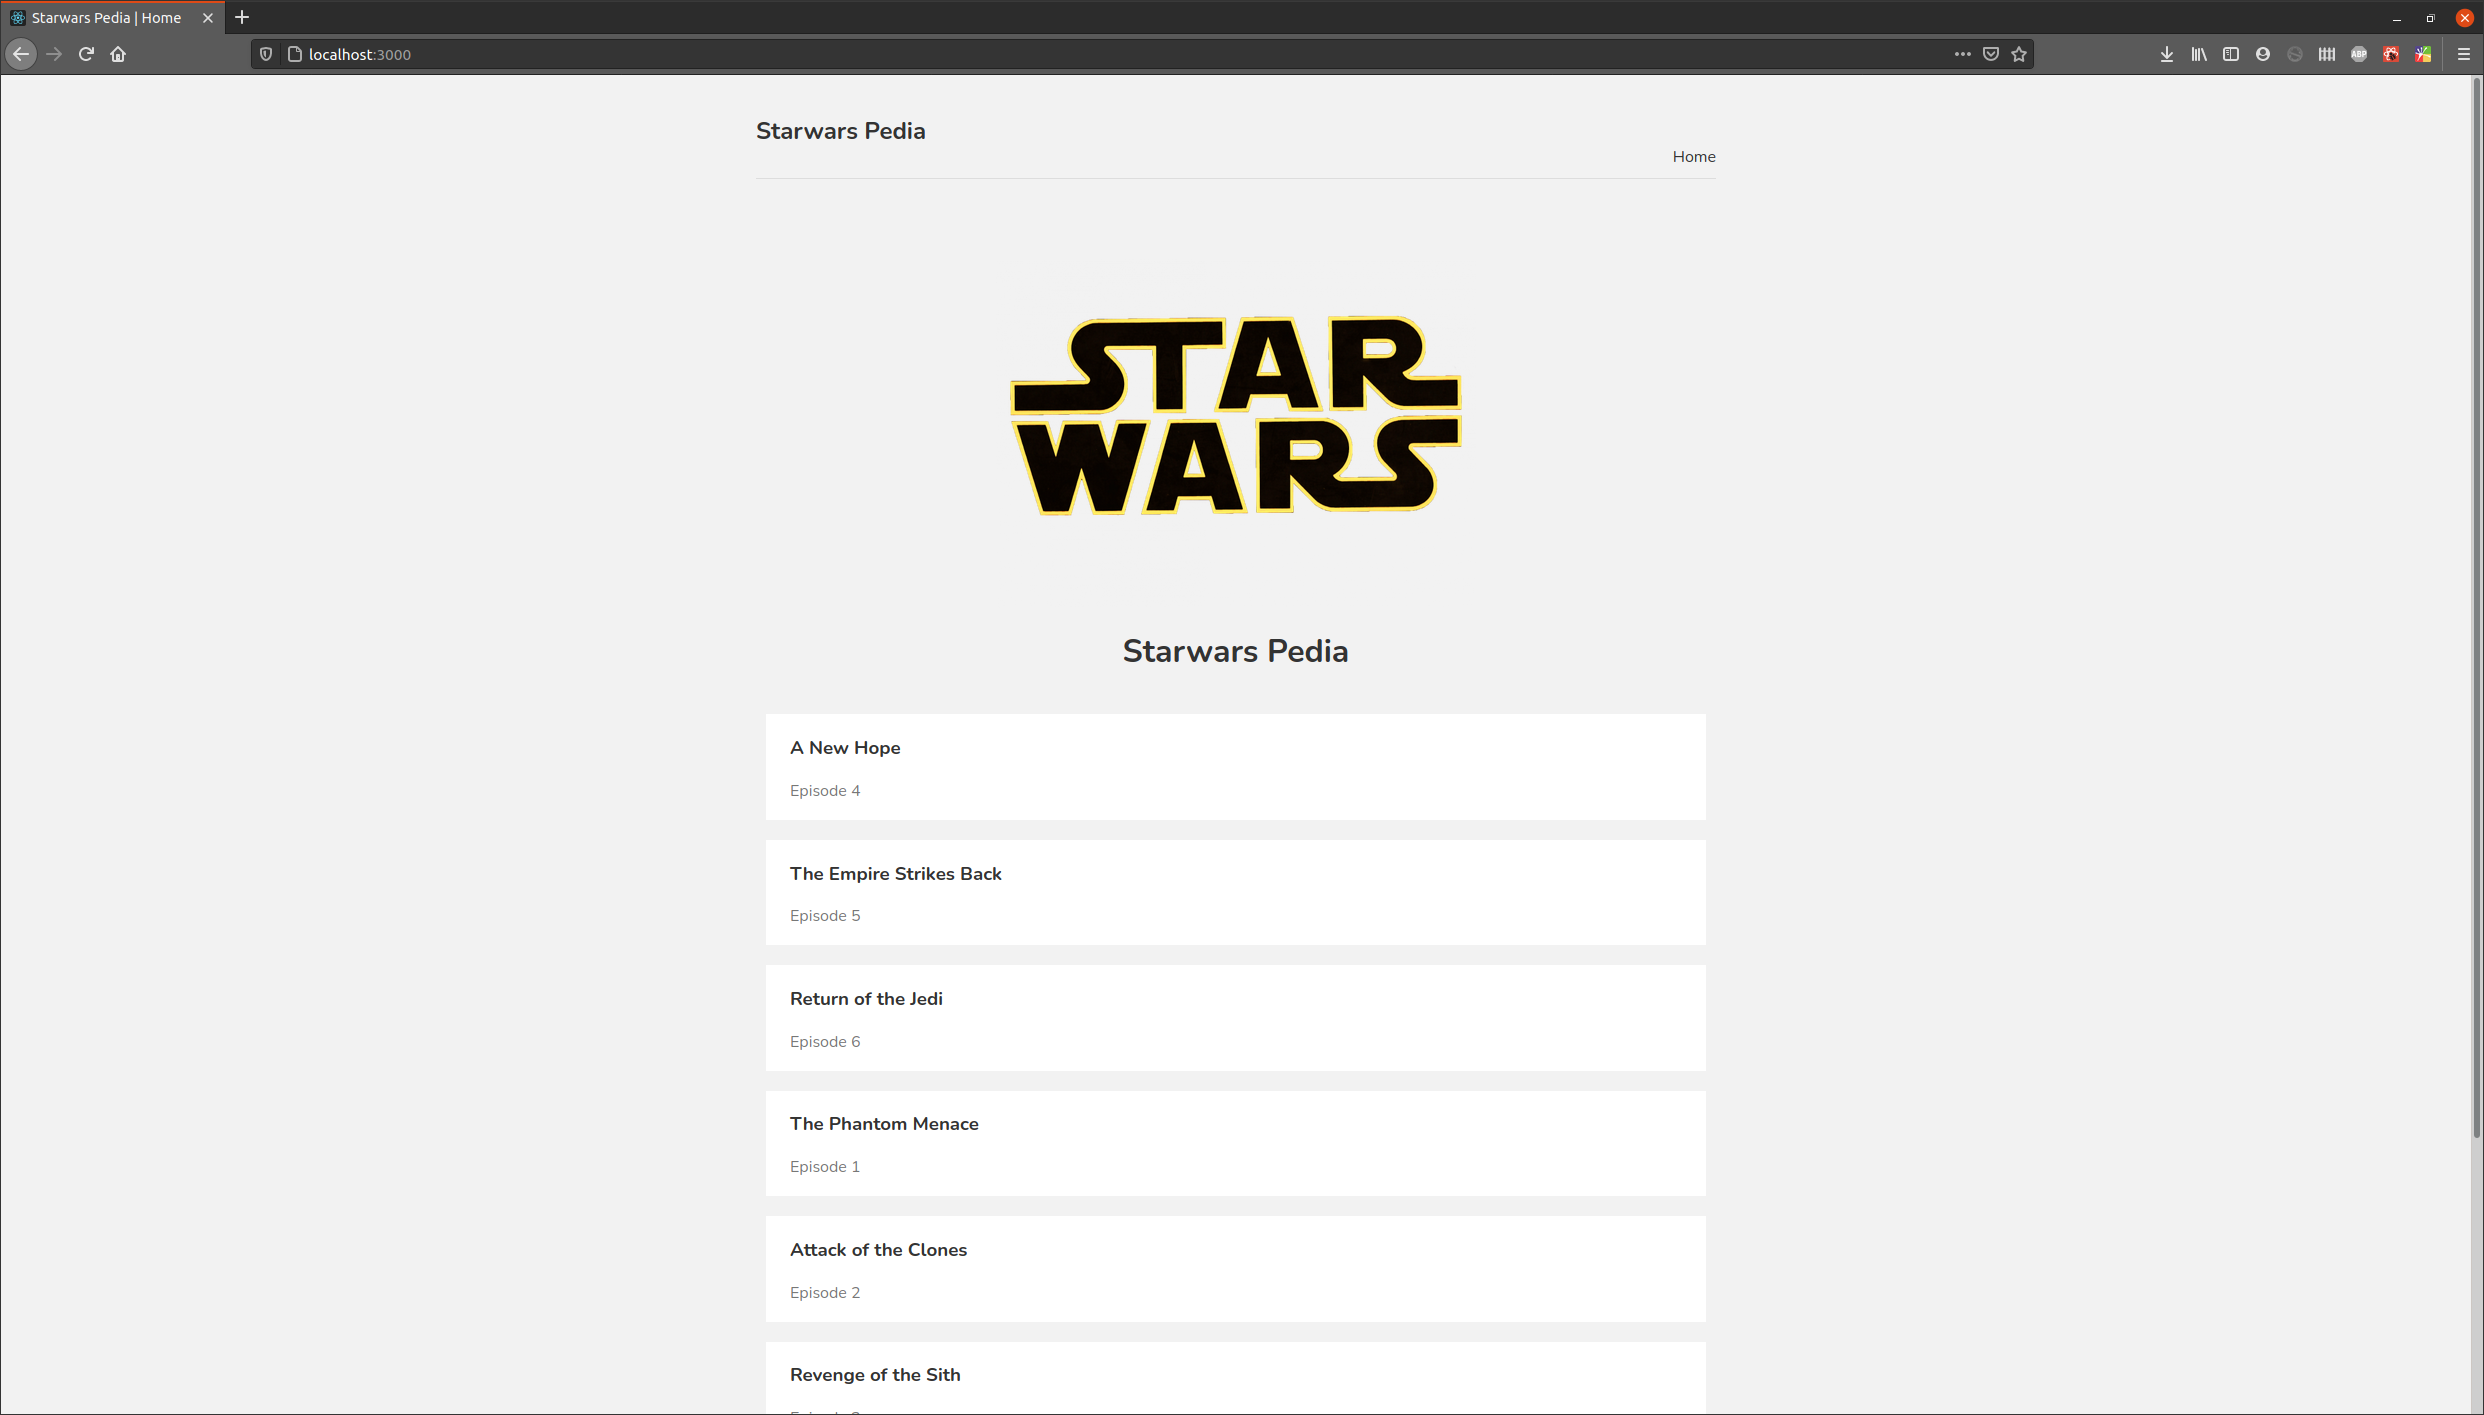 Starwars Pedia | Home
localhost:3000
ABP
Starwars Pedia
Home
STAR
WARS
Starwars Pedia
A New Hope
Episode 4
The Empire Strikes Back
Episode 5
Return of the Jedi
Episode 6
The Phantom Menace
Episode 1
Attack of the Clones
Episode 2
Revenge of the Sith